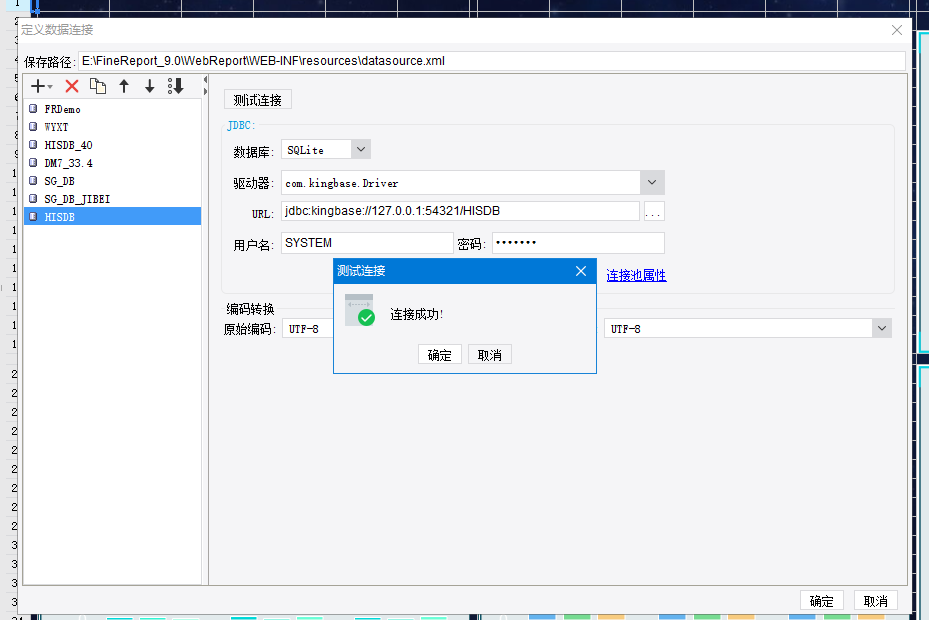 定义数据连接
保存路径: E:\FineReport_9.0\WebReport\WEB-INF\resources\datasource.xml
FRDemo
WYXT
HISDB_40
DM7_33.4
SG_DB
SG_DB_JIBEI
HISDB
测试连接
JDBC:
数据库: SQLite
驱动器: com.kingbase.Driver
URL: jdbc:kingbase://127.0.0.1:54321/HISDB ...
用户名: SYSTEM 密码: •••••••
测试连接
连接池属性
连接成功!
编码转换
原始编码: UTF-8 UTF-8
确定 取消
确定 取消